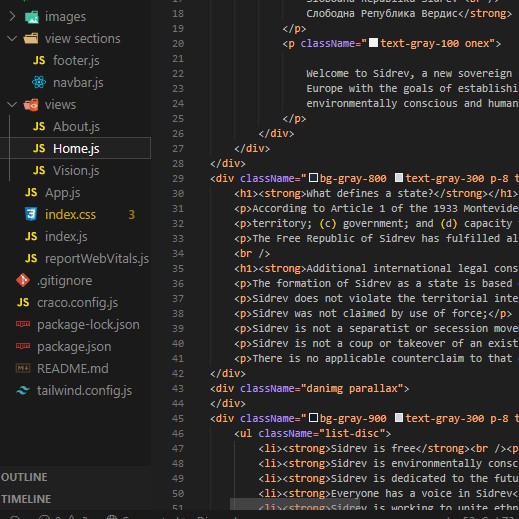 images
view sections
JS footer.js
navbar.js
views
JS About.js
JS Home.js
JS Vision.js
JS App.js
index.css 3
JS index.js
JS reportWebVitals.js
.gitignore
JS craco.config.js
package-lock.json
package.json
README.md
tailwind.config.js
OUTLINE
TIMELINE
18 Слободна Република Вердис</strong>
19 </p>
20 <p className="text-gray-100 onex">
21
22 Welcome to Sidrev, a new sovereign
23 Europe with the goals of establishi
24 environmentally conscious and human
25 </p>
26 </div>
27 </div>
28 </div>
29 <div className="bg-gray-800 text-gray-300 p-8 t
30 <h1><strong>What defines a state?</strong></h1>
31 <p>According to Article 1 of the 1933 Montevideo
32 <p>territory; (c) government; and (d) capacity
33 <p>The Free Republic of Sidrev has fulfilled al
34 <br />
35 <h1><strong>Additional international legal cons
36 <p>The formation of Sidrev as a state is based
37 <p>Sidrev does not violate the territorial inte
38 <p>Sidrev was not claimed by use of force;</p>
39 <p>Sidrev is not a separatist or secession move
40 <p>Sidrev is not a coup or takeover of an exist
41 <p>There is no applicable counterclaim to that
42 </div>
43 <div className="danimg parallax">
44 </div>
45 <div className="bg-gray-900 text-gray-300 p-8 t
46 <ul className="list-disc">
47 <li><strong>Sidrev is free</strong><br /><p
48 <li><strong>Sidrev is environmentally consc
49 <li><strong>Sidrev is dedicated to the futu
50 <li><strong>Everyone has a voice in Sidrev<
51 <li><strong>Sidrev is working to unite ethn